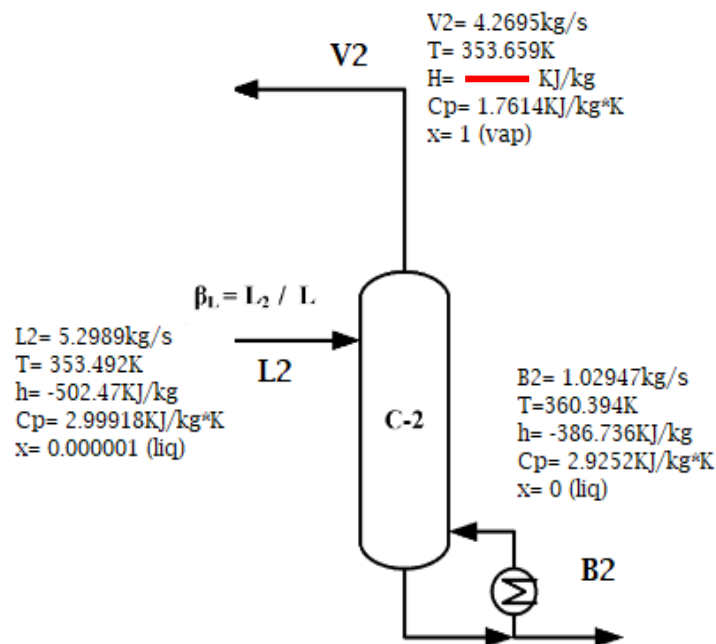 V2= 4.2695kg/s
T= 353.659K
H= KJ/kg
Cp= 1.7614KJ/kg*K
x= 1 (vap)
V2
βL = L2 / L
L2= 5.2989kg/s
T= 353.492K
h= -502.47KJ/kg
Cp= 2.99918KJ/kg*K
x= 0.000001 (liq)
L2
C-2
B2= 1.02947kg/s
T=360.394K
h= -386.736KJ/kg
Cp= 2.9252KJ/kg*K
x= 0 (liq)
B2